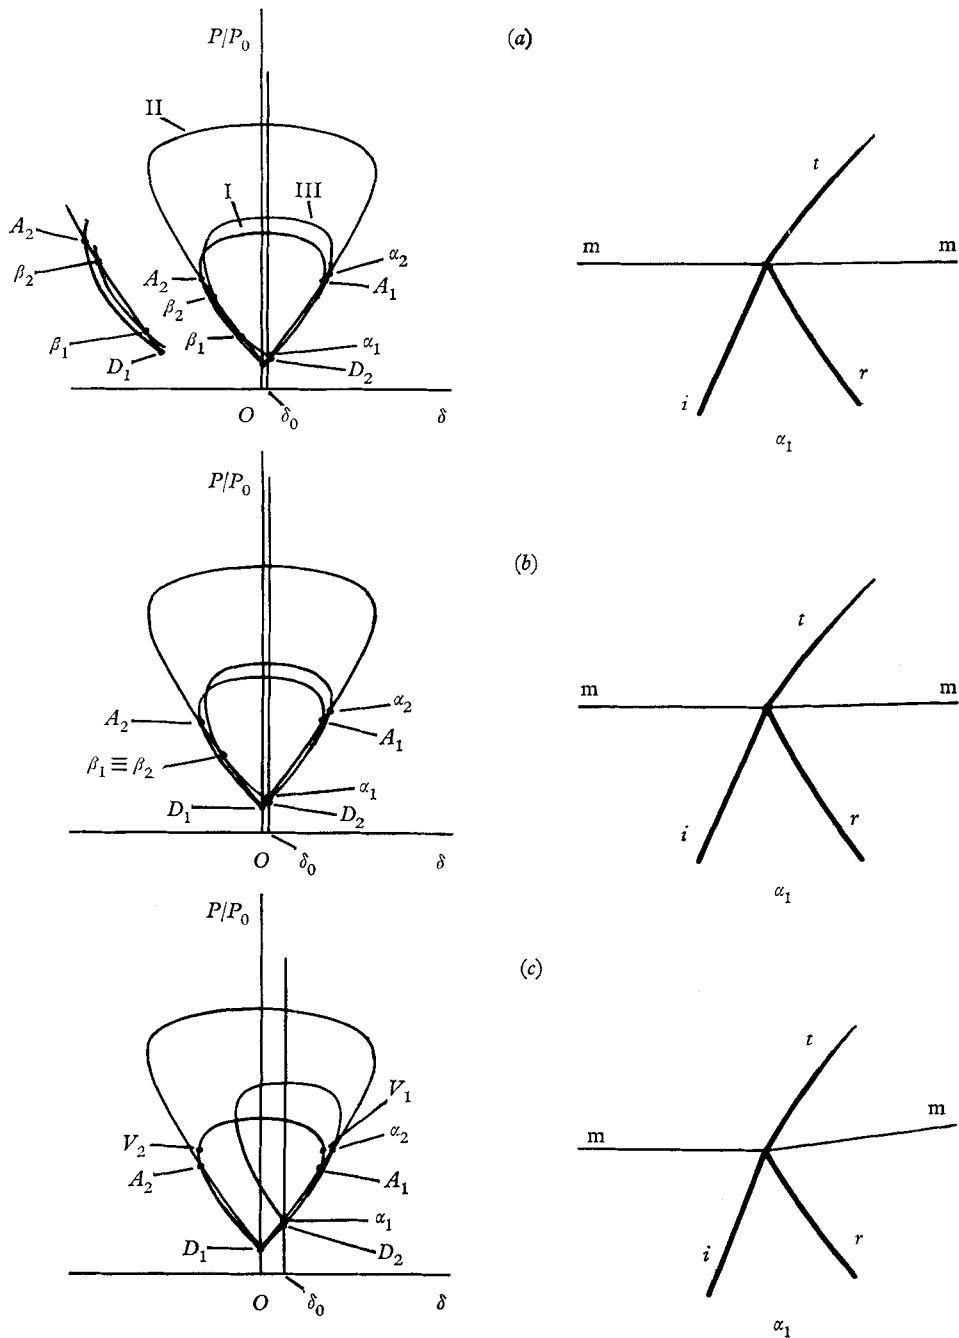 P/P₀
(a)
II
t
I
III
A₂
m
m
β₂
α₂
A₂
A₁
β₂
β₁
β₁
α₁
D₁
D₂
r
i
O
δ₀
δ
α₁
P/P₀
(b)
t
m
m
α₂
A₂
A₁
β₁ ≡ β₂
α₁
D₁
D₂
i
r
O
δ₀
δ
α₁
P/P₀
(c)
t
V₁
m
m
V₂
α₂
A₂
A₁
α₁
D₁
D₂
i
r
O
δ₀
δ
α₁